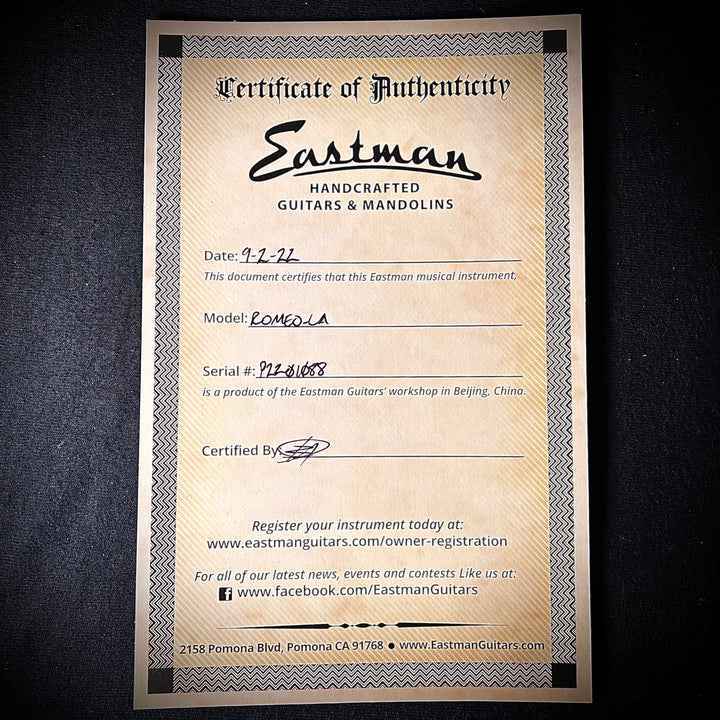 Certificate of Authenticity
Eastman
HANDCRAFTED
GUITARS & MANDOLINS
Date: 9-2-22
This document certifies that this Eastman musical instrument,
Model: ROMEO-LA
Serial #: P2201088
is a product of the Eastman Guitars' workshop in Beijing, China.
Certified By:
Register your instrument today at:
www.eastmanguitars.com/owner-registration
For all of our latest news, events and contests Like us at:
f www.facebook.com/EastmanGuitars
2158 Pomona Blvd, Pomona CA 91768 ● www.EastmanGuitars.com